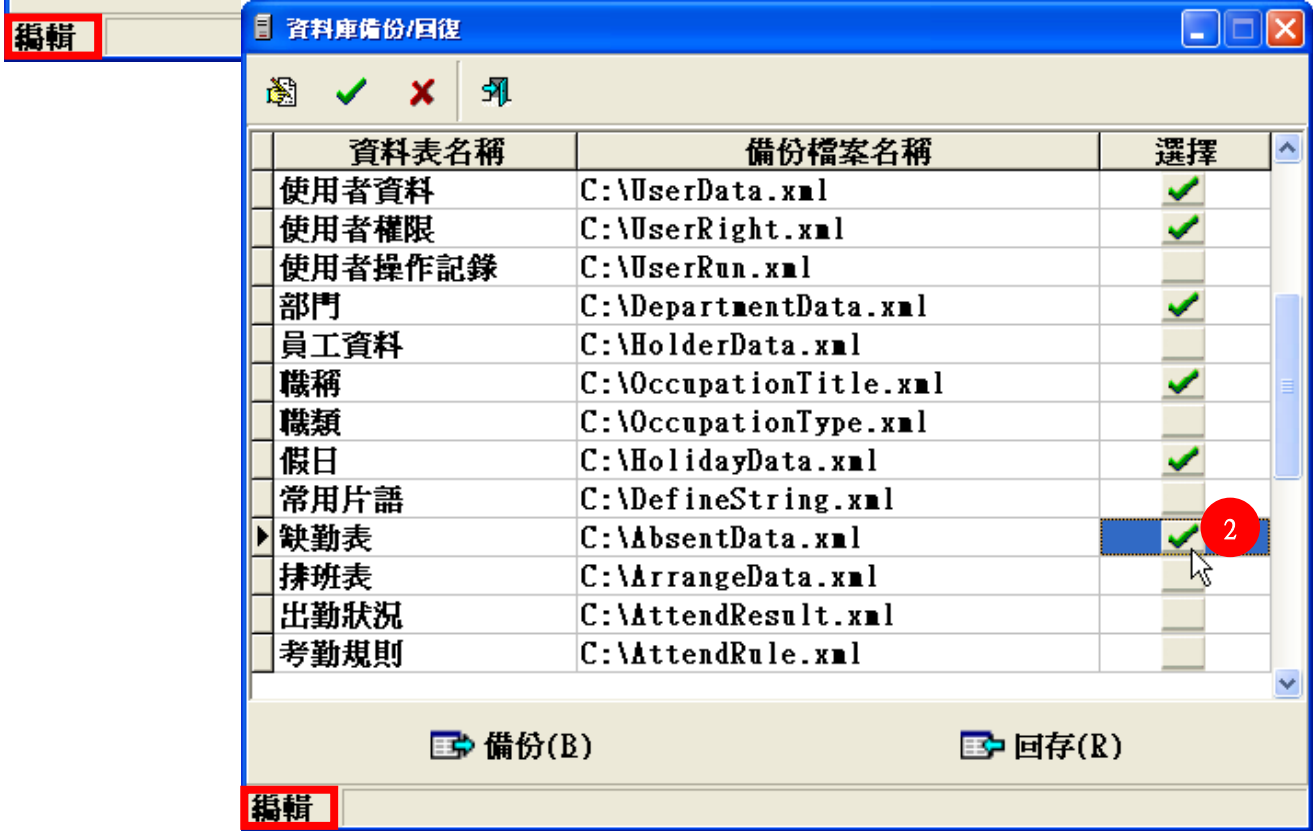 編輯
資料庫備份/回復
資料表名稱 備份檔案名稱 選擇
使用者資料 C:\UserData.xml
使用者權限 C:\UserRight.xml
使用者操作記錄 C:\UserRun.xml
部門 C:\DepartmentData.xml
員工資料 C:\HolderData.xml
職稱 C:\OccupationTitle.xml
職類 C:\OccupationType.xml
假日 C:\HolidayData.xml
常用片語 C:\DefineString.xml
缺勤表 C:\AbsentData.xml 2
排班表 C:\ArrangeData.xml
出勤狀況 C:\AttendResult.xml
考勤規則 C:\AttendRule.xml
備份(B) 回存(R)
編輯